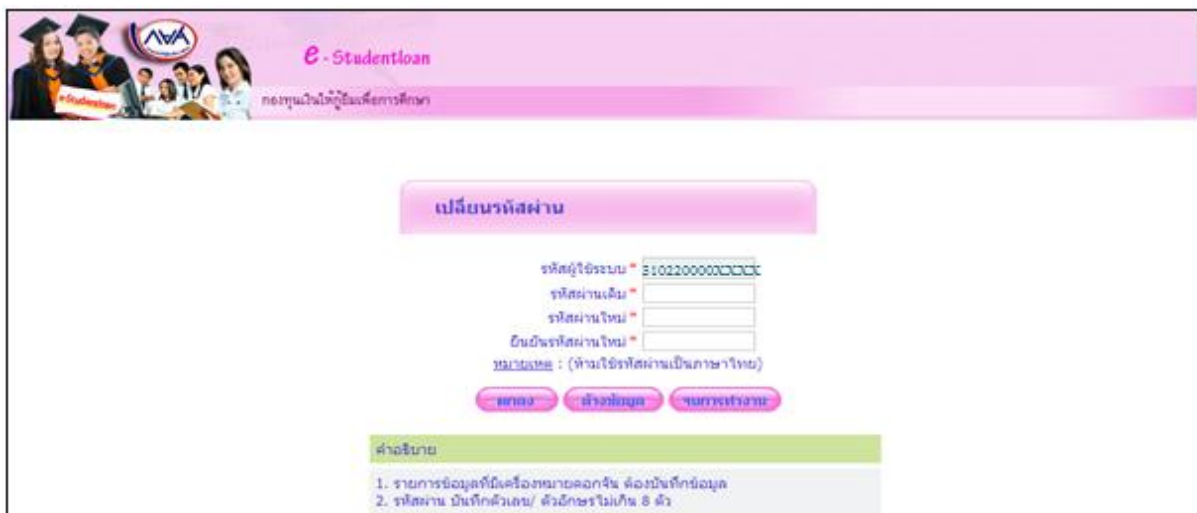 กยศ
e - Studentloan
กองทุนเงินให้กู้ยืมเพื่อการศึกษา
e-Studentloan
เปลี่ยนรหัสผ่าน
รหัสผู้ใช้ระบบ * 310220000XXXX
รหัสผ่านเดิม *
รหัสผ่านใหม่ *
ยืนยันรหัสผ่านใหม่ *
หมายเหตุ : (ห้ามใช้รหัสผ่านเป็นภาษาไทย)
ตกลง ล้างข้อมูล จบการทำงาน
คำอธิบาย
1. รายการข้อมูลที่มีเครื่องหมายดอกจัน ต้องบันทึกข้อมูล
2. รหัสผ่าน บันทึกตัวเลข/ ตัวอักษรไม่เกิน 8 ตัว